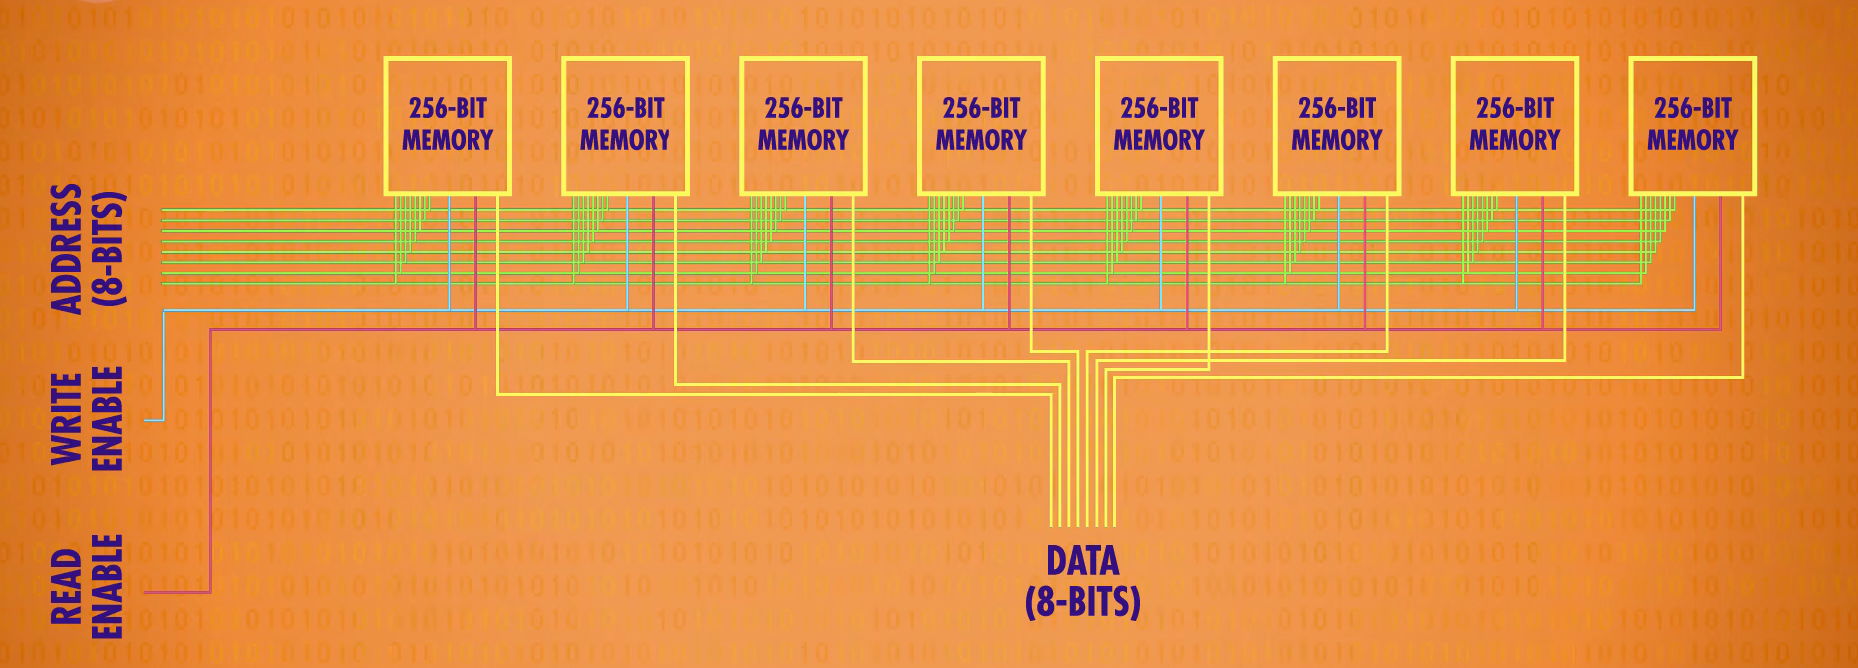 256-BIT
MEMORY
256-BIT
MEMORY
256-BIT
MEMORY
256-BIT
MEMORY
256-BIT
MEMORY
256-BIT
MEMORY
256-BIT
MEMORY
256-BIT
MEMORY
ADDRESS
(8-BITS)
WRITE
ENABLE
READ
ENABLE
DATA
(8-BITS)